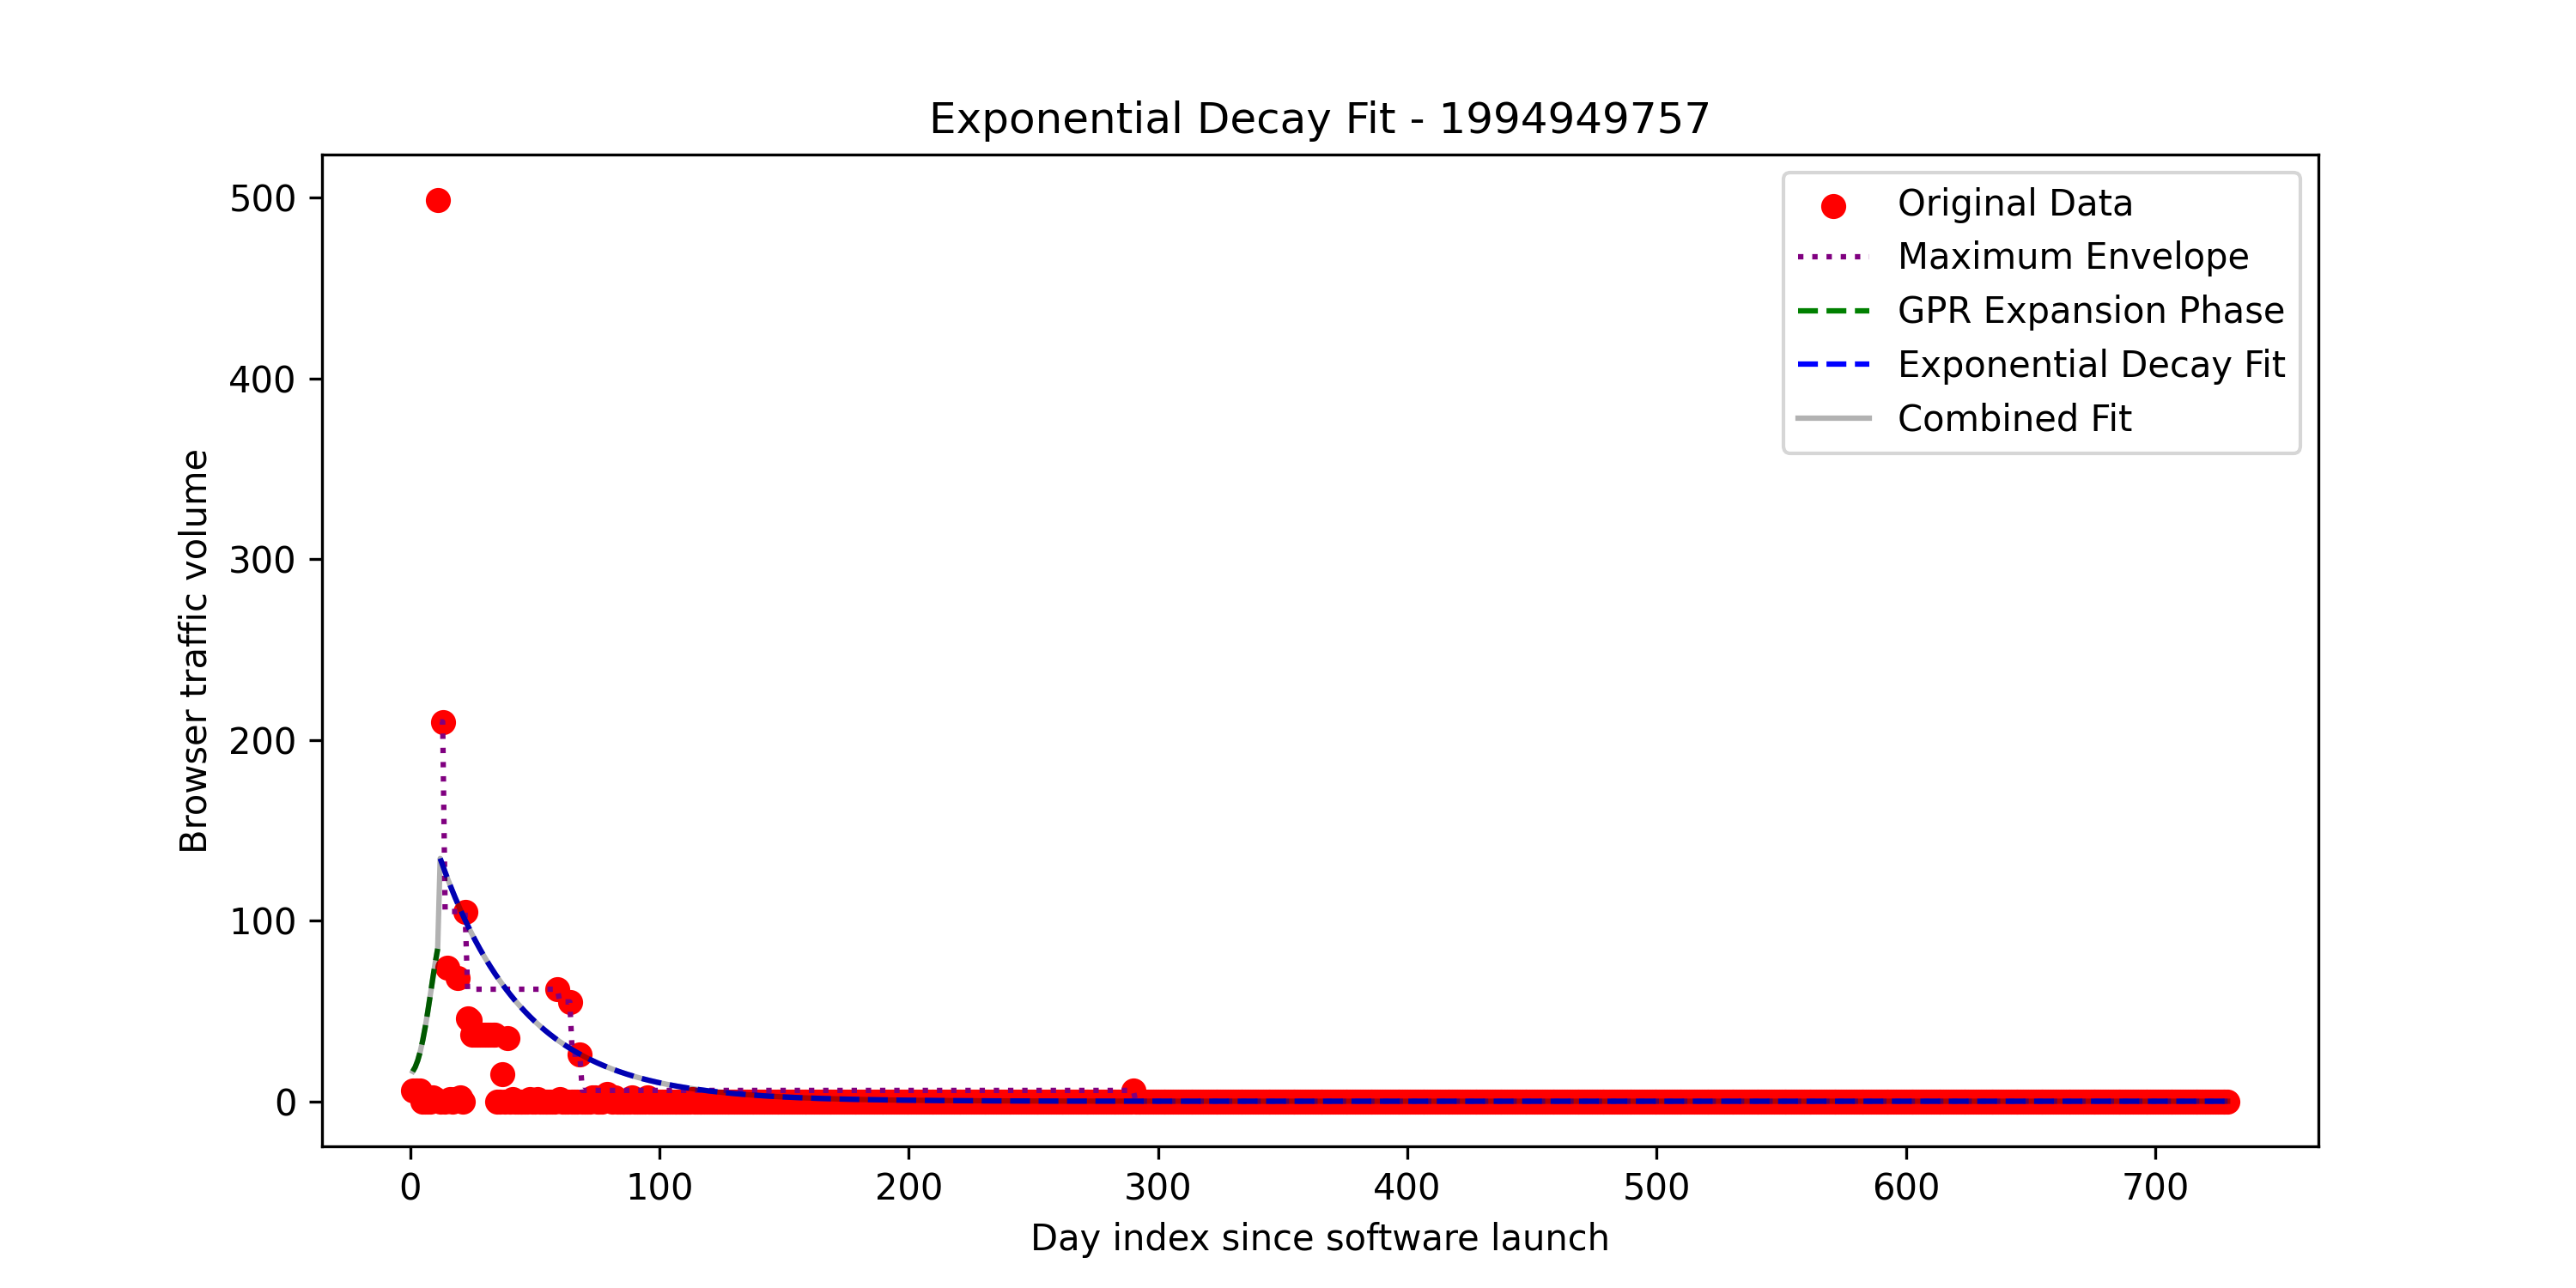 Exponential Decay Fit - 1994949757
Original Data
Maximum Envelope
GPR Expansion Phase
Exponential Decay Fit
Combined Fit
Browser traffic volume
500
400
300
200
100
0
0 100 200 300 400 500 600 700
Day index since software launch